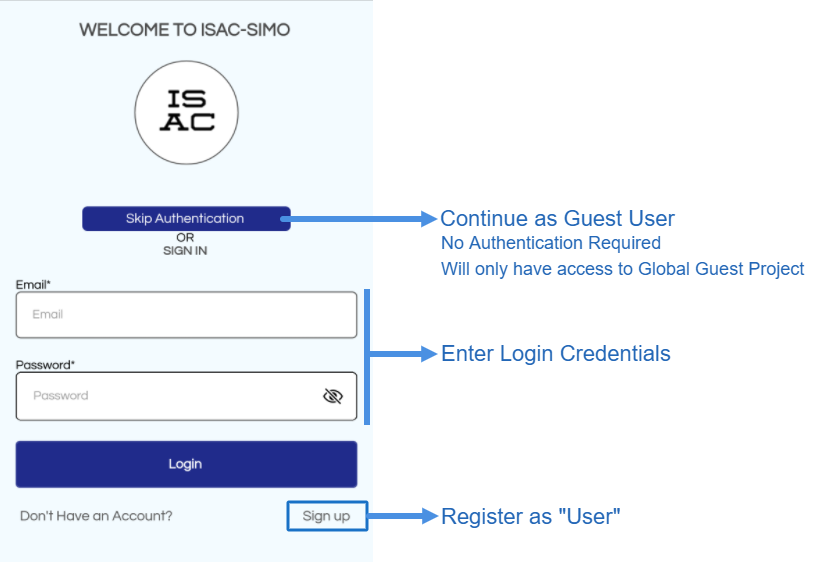 WELCOME TO ISAC-SIMO
IS
AC
Skip Authentication
OR
SIGN IN
Continue as Guest User
No Authentication Required
Will only have access to Global Guest Project
Email*
Email
Enter Login Credentials
Password*
Password
Login
Don't Have an Account?
Sign up
Register as "User"